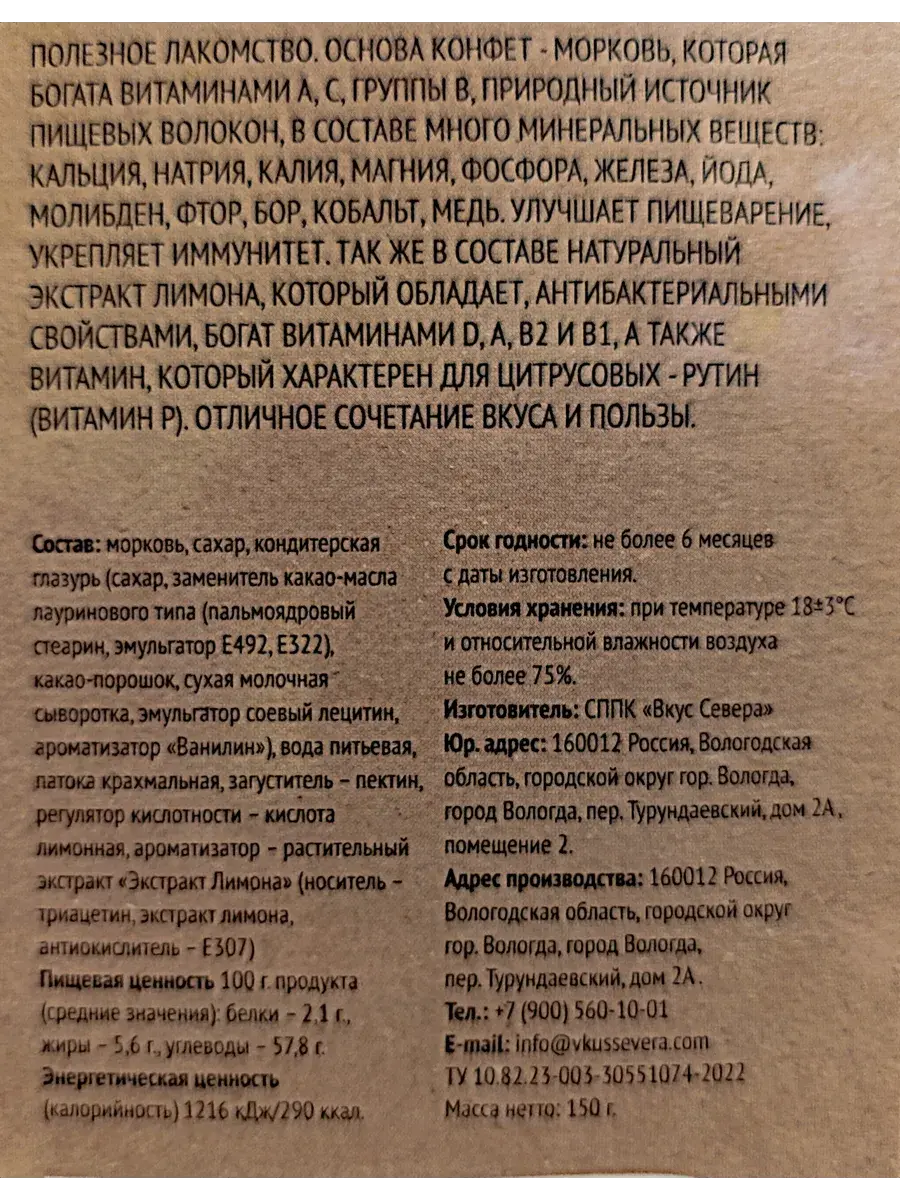 ПОЛЕЗНОЕ ЛАКОМСТВО. ОСНОВА КОНФЕТ - МОРКОВЬ, КОТОРАЯ
БОГАТА ВИТАМИНАМИ А, С, ГРУППЫ В, ПРИРОДНЫЙ ИСТОЧНИК
ПИЩЕВЫХ ВОЛОКОН, В СОСТАВЕ МНОГО МИНЕРАЛЬНЫХ ВЕЩЕСТВ:
КАЛЬЦИЯ, НАТРИЯ, КАЛИЯ, МАГНИЯ, ФОСФОРА, ЖЕЛЕЗА, ЙОДА,
МОЛИБДЕН, ФТОР, БОР, КОБАЛЬТ, МЕДЬ. УЛУЧШАЕТ ПИЩЕВАРЕНИЕ,
УКРЕПЛЯЕТ ИММУНИТЕТ. ТАК ЖЕ В СОСТАВЕ НАТУРАЛЬНЫЙ
ЭКСТРАКТ ЛИМОНА, КОТОРЫЙ ОБЛАДАЕТ, АНТИБАКТЕРИАЛЬНЫМИ
СВОЙСТВАМИ, БОГАТ ВИТАМИНАМИ D, А, В2 И В1, А ТАКЖЕ
ВИТАМИН, КОТОРЫЙ ХАРАКТЕРЕН ДЛЯ ЦИТРУСОВЫХ - РУТИН
(ВИТАМИН Р). ОТЛИЧНОЕ СОЧЕТАНИЕ ВКУСА И ПОЛЬЗЫ.
Состав: морковь, сахар, кондитерская
глазурь (сахар, заменитель какао-масла
лауринового типа (пальмоядровый
стеарин, эмульгатор Е492, Е322),
какао-порошок, сухая молочная
сыворотка, эмульгатор соевый лецитин,
ароматизатор «Ванилин»), вода питьевая,
патока крахмальная, загуститель – пектин,
регулятор кислотности – кислота
лимонная, ароматизатор – растительный
экстракт «Экстракт Лимона» (носитель –
триацетин, экстракт лимона,
антиокислитель – Е307)
Пищевая ценность 100 г. продукта
(средние значения): белки – 2,1 г.,
жиры – 5,6 г., углеводы – 57,8 г.
Энергетическая ценность
(калорийность) 1216 кДж/290 ккал.
Срок годности: не более 6 месяцев
с даты изготовления.
Условия хранения: при температуре 18±3°С
и относительной влажности воздуха
не более 75%.
Изготовитель: СППК «Вкус Севера»
Юр. адрес: 160012 Россия, Вологодская
область, городской округ гор. Вологда,
город Вологда, пер. Турундаевский, дом 2А,
помещение 2.
Адрес производства: 160012 Россия,
Вологодская область, городской округ
гор. Вологда, город Вологда,
пер. Турундаевский, дом 2А.
Тел.: +7 (900) 560-10-01
E-mail: info@vkussevera.com
ТУ 10.82.23-003-30551074-2022
Масса нетто: 150 г.